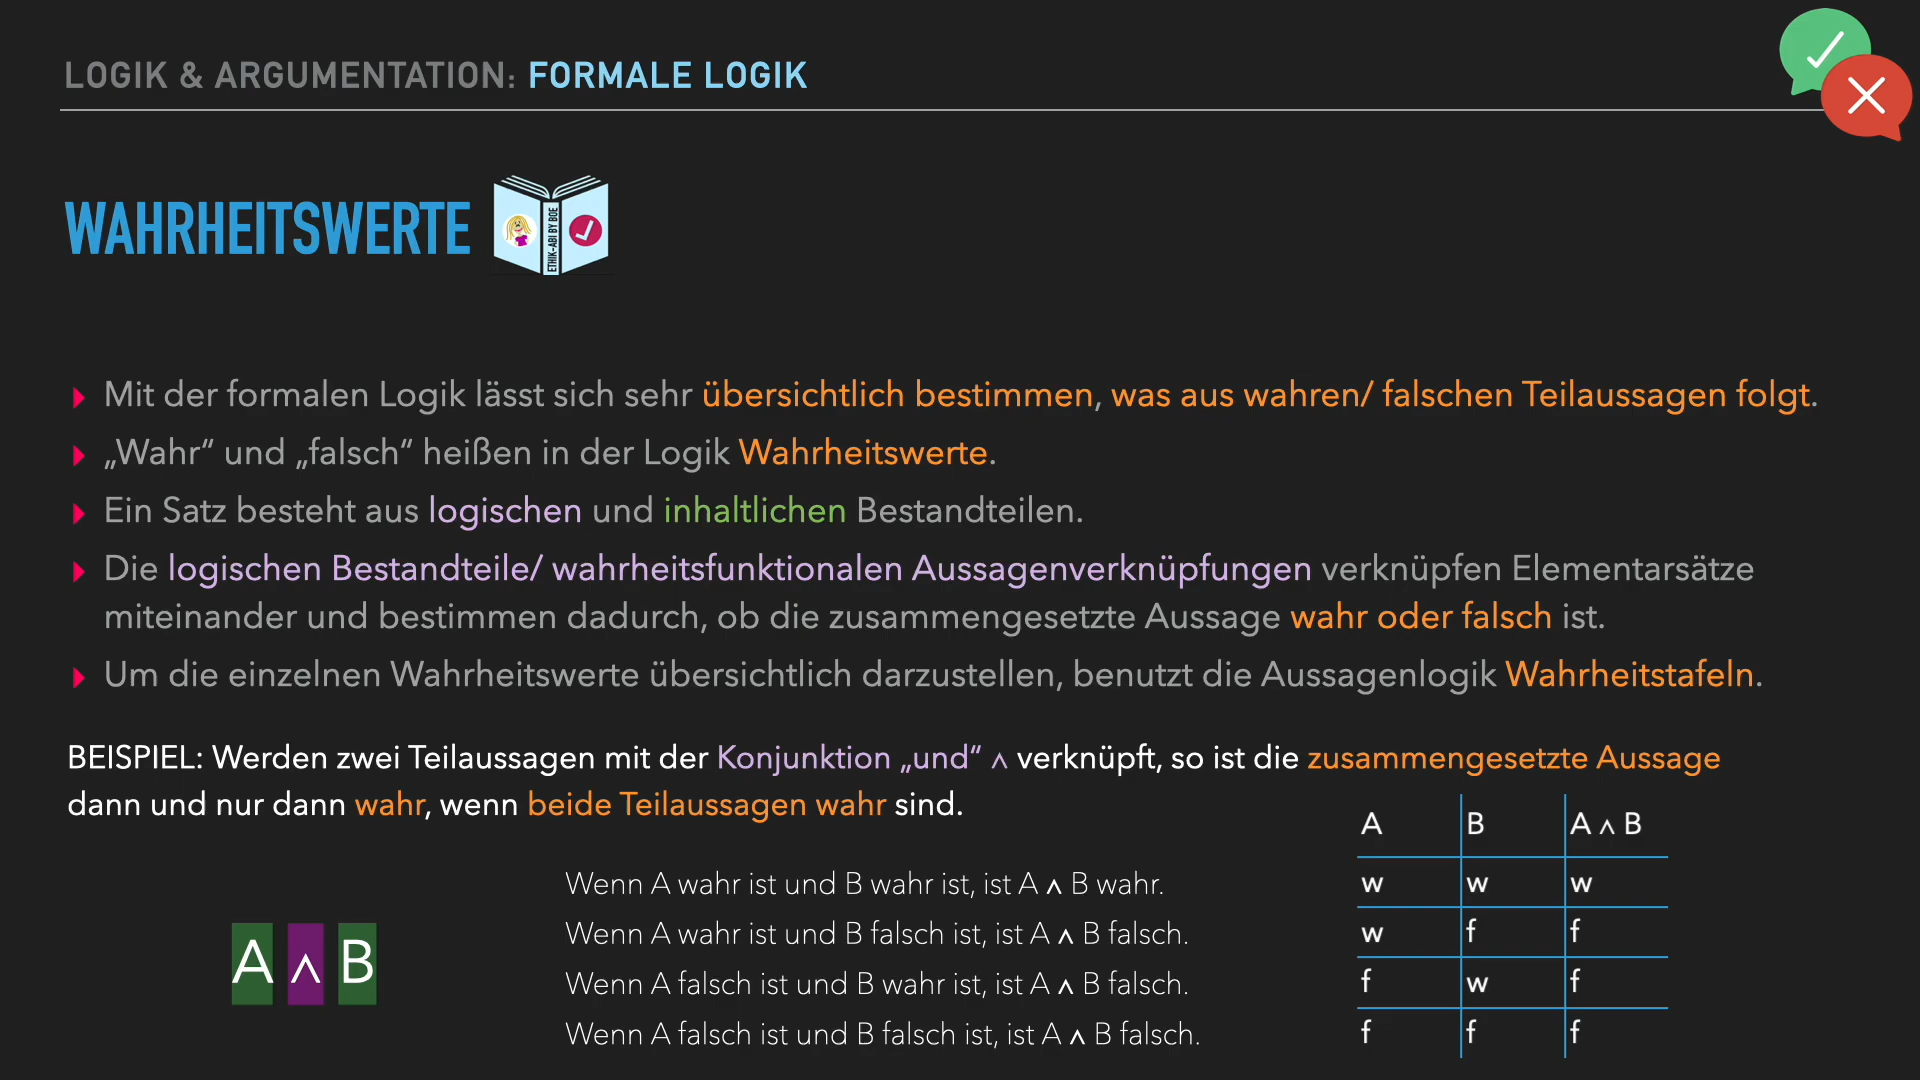 LOGIK & ARGUMENTATION: FORMALE LOGIK
WAHRHEITSWERTE
ETHIK-ABI BY BOE
Mit der formalen Logik lässt sich sehr übersichtlich bestimmen, was aus wahren/ falschen Teilaussagen folgt.
„Wahr“ und „falsch“ heißen in der Logik Wahrheitswerte.
Ein Satz besteht aus logischen und inhaltlichen Bestandteilen.
Die logischen Bestandteile/ wahrheitsfunktionalen Aussagenverknüpfungen verknüpfen Elementarsätze
miteinander und bestimmen dadurch, ob die zusammengesetzte Aussage wahr oder falsch ist.
Um die einzelnen Wahrheitswerte übersichtlich darzustellen, benutzt die Aussagenlogik Wahrheitstafeln.
BEISPIEL: Werden zwei Teilaussagen mit der Konjunktion „und“ ∧ verknüpft, so ist die zusammengesetzte Aussage
dann und nur dann wahr, wenn beide Teilaussagen wahr sind.
A ∧ B
Wenn A wahr ist und B wahr ist, ist A ∧ B wahr.
Wenn A wahr ist und B falsch ist, ist A ∧ B falsch.
Wenn A falsch ist und B wahr ist, ist A ∧ B falsch.
Wenn A falsch ist und B falsch ist, ist A ∧ B falsch.
A B A ∧ B
w w w
w f f
f w f
f f f